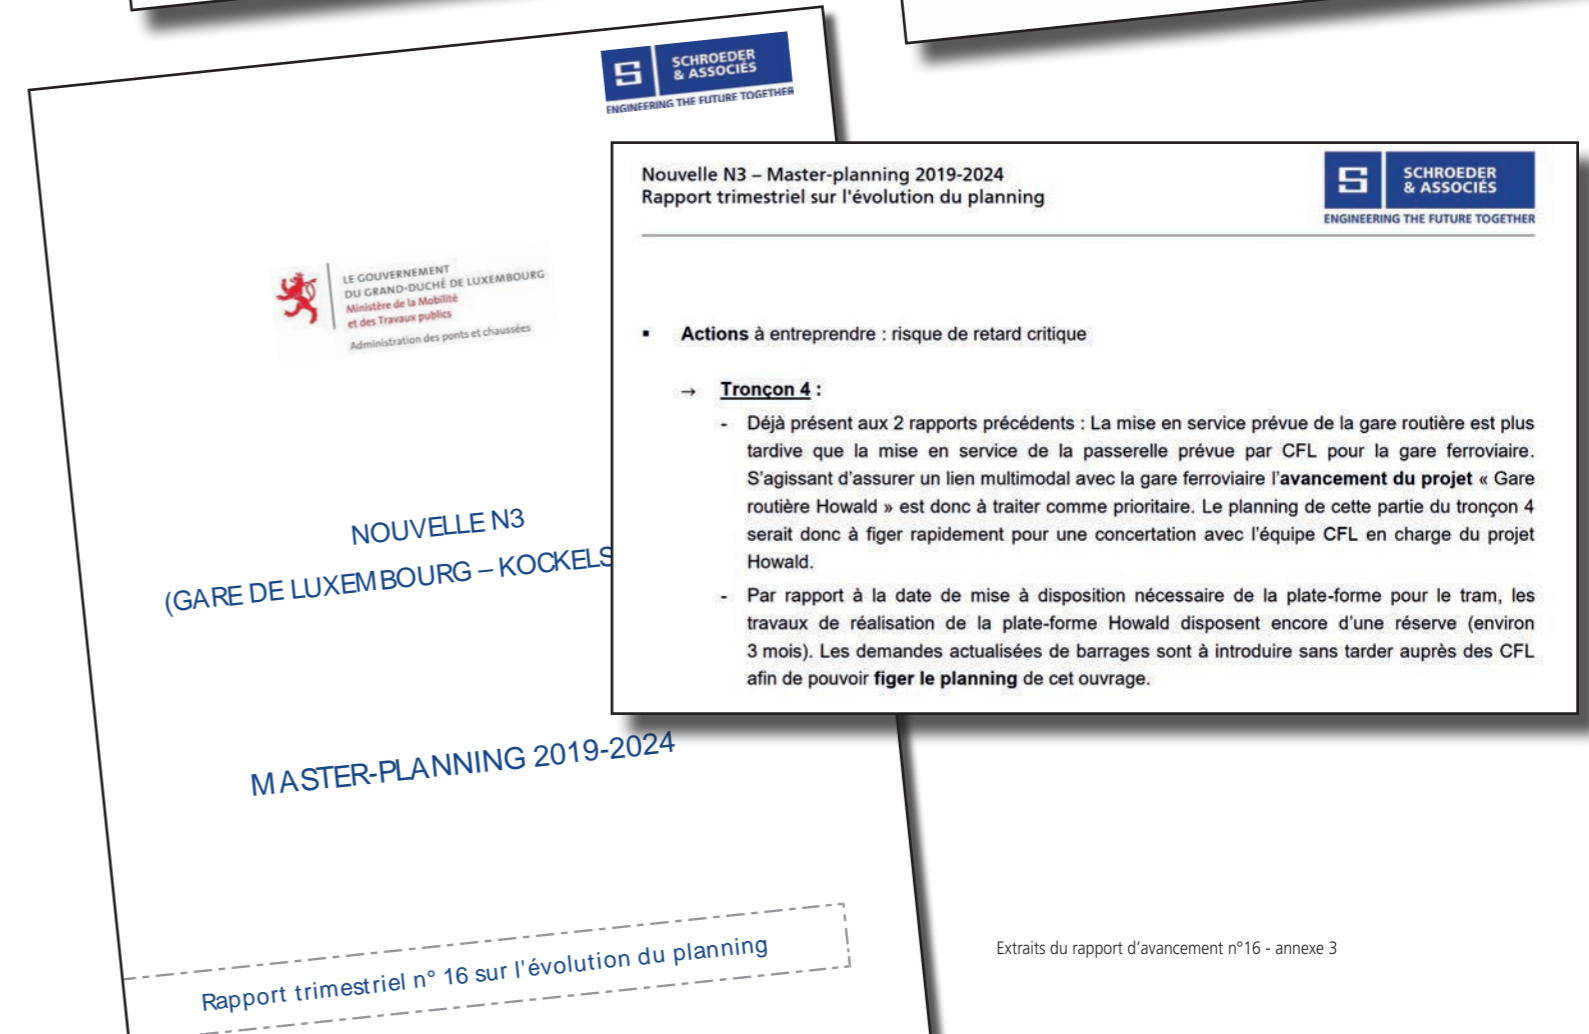 SCHROEDER
& ASSOCIÉS
ENGINEERING THE FUTURE TOGETHER
LE GOUVERNEMENT
DU GRAND-DUCHÉ DE LUXEMBOURG
Ministère de la Mobilité
et des Travaux publics
Administration des ponts et chaussées
NOUVELLE N3
(GARE DE LUXEMBOURG – KOCKELS
MASTER-PLANNING 2019-2024
Rapport trimestriel n° 16 sur l'évolution du planning
Nouvelle N3 – Master-planning 2019-2024
Rapport trimestriel sur l'évolution du planning
SCHROEDER
& ASSOCIÉS
ENGINEERING THE FUTURE TOGETHER
▪ Actions à entreprendre : risque de retard critique
→ Tronçon 4 :
- Déjà présent aux 2 rapports précédents : La mise en service prévue de la gare routière est plus
tardive que la mise en service de la passerelle prévue par CFL pour la gare ferroviaire.
S'agissant d'assurer un lien multimodal avec la gare ferroviaire l'avancement du projet « Gare
routière Howald » est donc à traiter comme prioritaire. Le planning de cette partie du tronçon 4
serait donc à figer rapidement pour une concertation avec l'équipe CFL en charge du projet
Howald.
- Par rapport à la date de mise à disposition nécessaire de la plate-forme pour le tram, les
travaux de réalisation de la plate-forme Howald disposent encore d'une réserve (environ
3 mois). Les demandes actualisées de barrages sont à introduire sans tarder auprès des CFL
afin de pouvoir figer le planning de cet ouvrage.
Extraits du rapport d'avancement n°16 - annexe 3